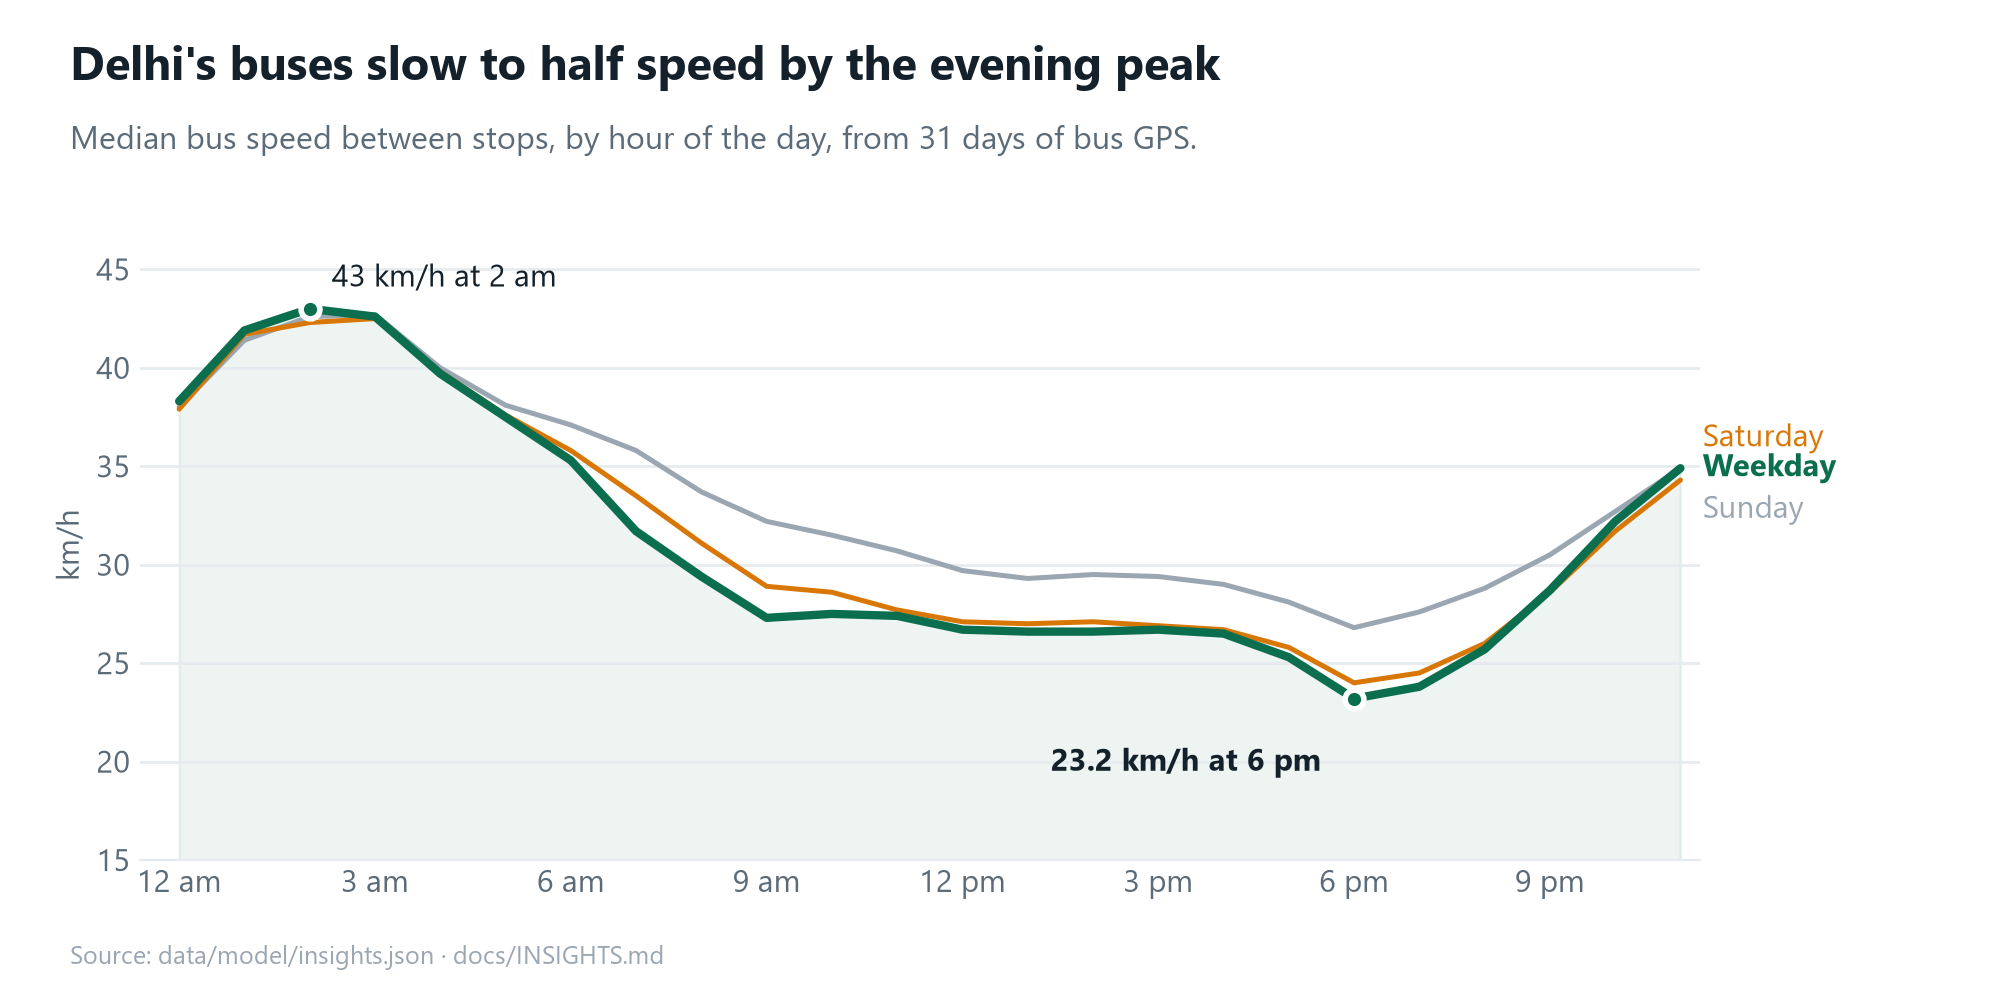 Delhi's buses slow to half speed by the evening peak
Median bus speed between stops, by hour of the day, from 31 days of bus GPS.
45
43 km/h at 2 am
40
Saturday
35
Weekday
Sunday
km/h
30
25
20
23.2 km/h at 6 pm
15
12 am 3 am 6 am 9 am 12 pm 3 pm 6 pm 9 pm
Source: data/model/insights.json · docs/INSIGHTS.md